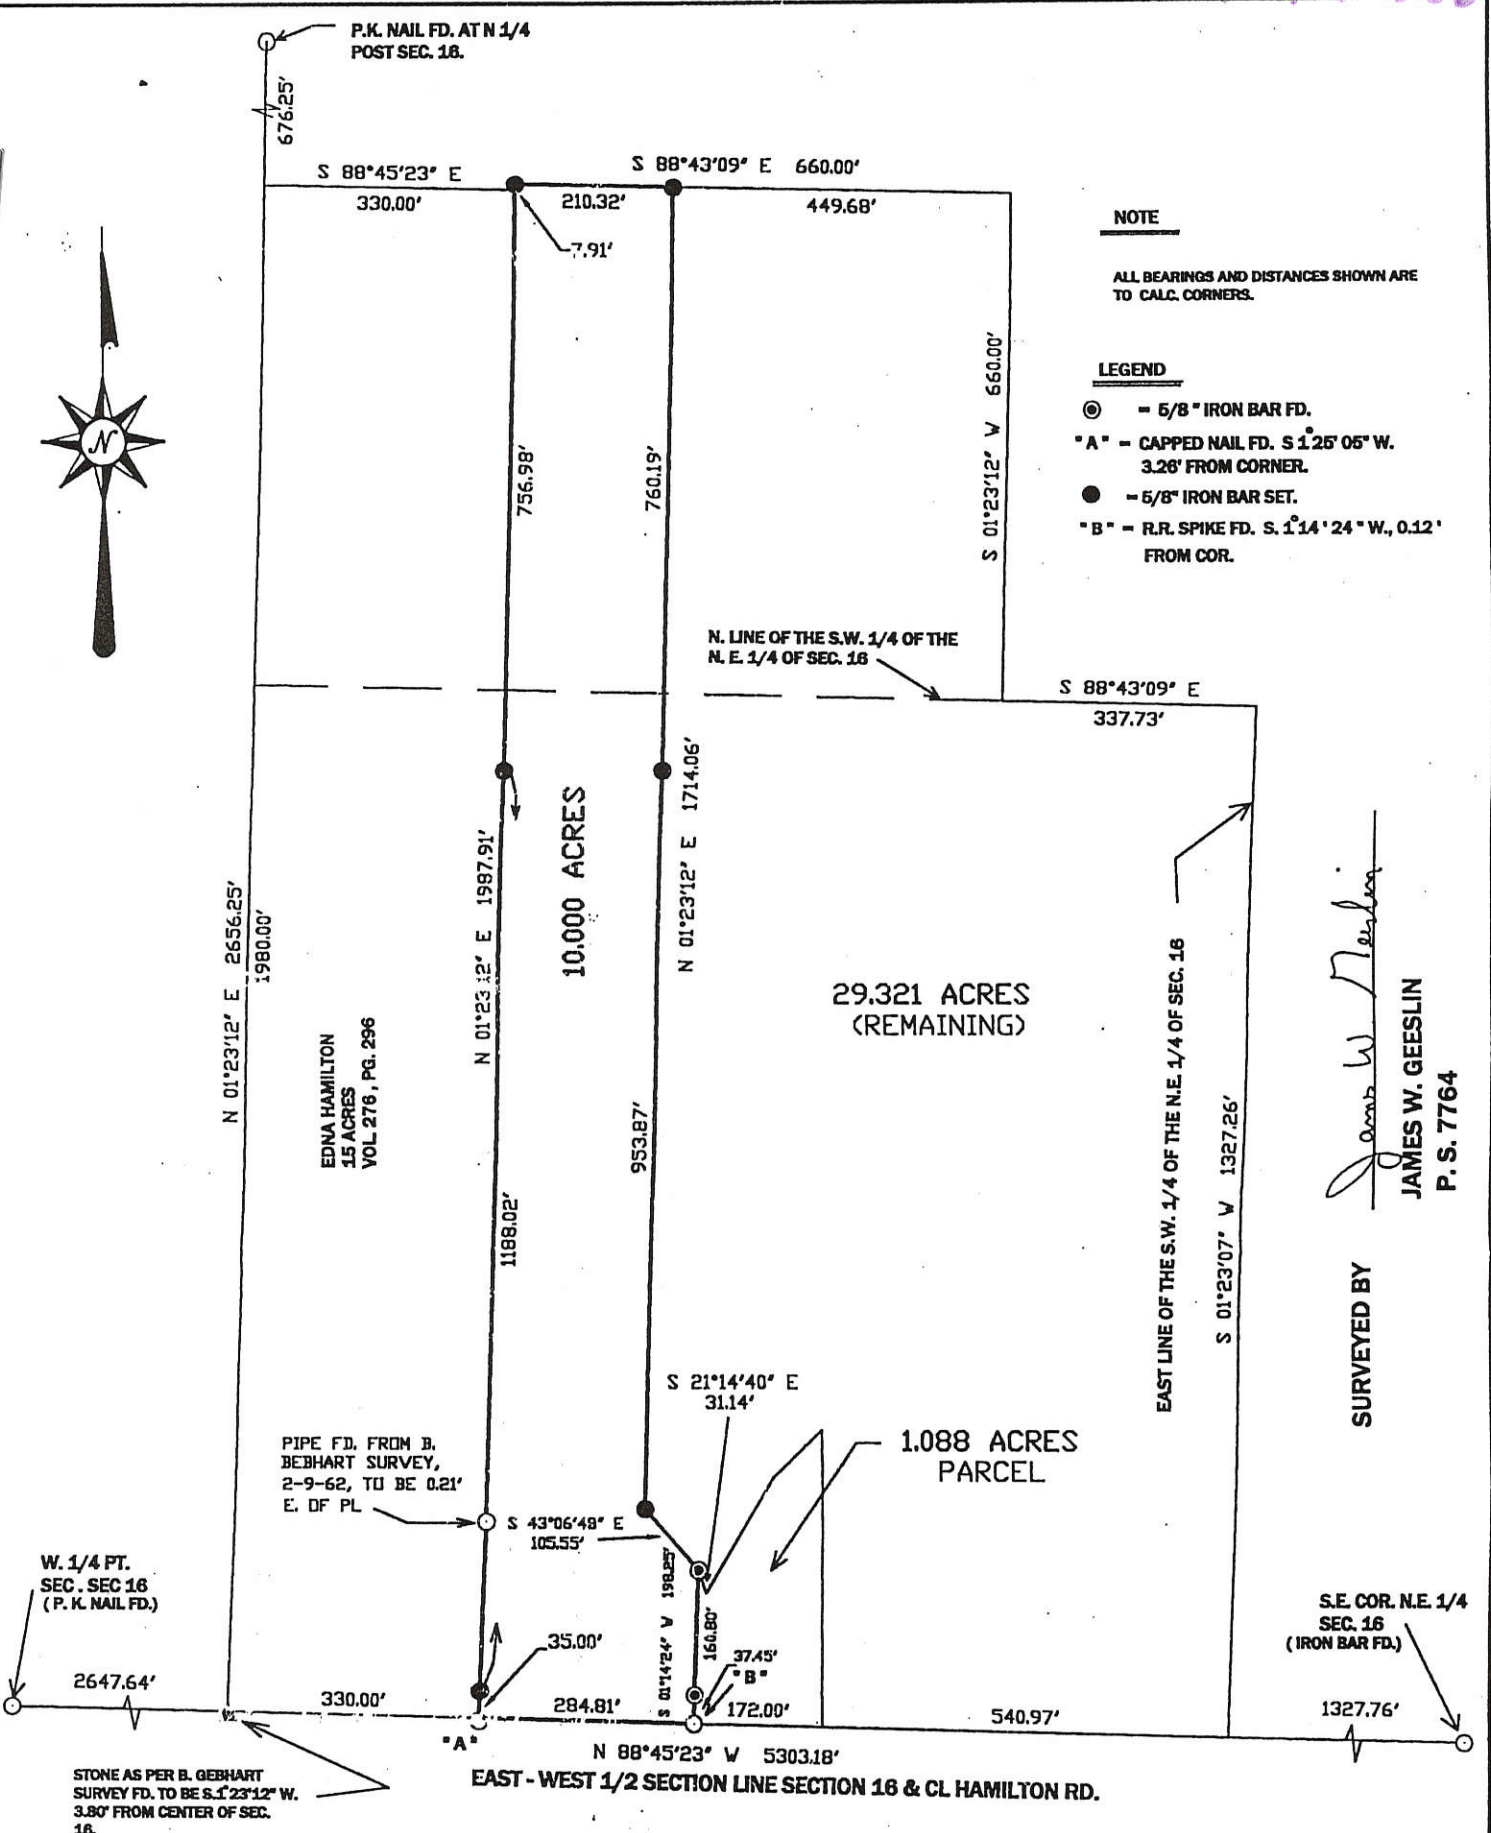 P.K. NAIL FD. AT N 1/4
POST SEC. 16.
676.25'
S 88°45'23" E
330.00'
S 88°43'09" E 660.00'
210.32'
449.68'
7.91'
NOTE
ALL BEARINGS AND DISTANCES SHOWN ARE
TO CALC. CORNERS.
LEGEND
= 5/8" IRON BAR FD.
"A" = CAPPED NAIL FD. S 1°25'05" W.
3.26' FROM CORNER.
= 5/8" IRON BAR SET.
"B" = R.R. SPIKE FD. S. 1°14'24" W., 0.12'
FROM COR.
N
756.98'
760.19'
S 01°23'12" W 660.00'
N. LINE OF THE S.W. 1/4 OF THE
N. E. 1/4 OF SEC. 16
S 88°43'09" E
337.73'
N 01°23'12" E 2656.25'
1980.00'
EDNA HAMILTON
15 ACRES
VOL. 276, PG. 296
N 01°23'12" E 1987.91'
1188.02'
10.000 ACRES
N 01°23'12" E 1714.06'
953.87'
29.321 ACRES
(REMAINING)
EAST LINE OF THE S.W. 1/4 OF THE N.E. 1/4 OF SEC. 16
S 01°23'07" W 1327.26'
SURVEYED BY
James W Geeslin
JAMES W. GEESLIN
P. S. 7764
S 21°14'40" E
31.14'
1.088 ACRES
PARCEL
PIPE FD. FROM B.
BEBHART SURVEY,
2-9-62, TO BE 0.21'
E. OF PL
S 43°06'49" E
105.55'
S 01°14'24" W 198.25'
160.80'
37.45'
"B"
35.00'
W. 1/4 PT.
SEC. SEC 16
(P. K. NAIL FD.)
S.E. COR. N.E. 1/4
SEC. 16
(IRON BAR FD.)
2647.64'
330.00'
284.81'
172.00'
540.97'
1327.76'
"A"
N 88°45'23" W 5303.18'
EAST - WEST 1/2 SECTION LINE SECTION 16 & CL HAMILTON RD.
STONE AS PER B. GEBHART
SURVEY FD. TO BE S.1°23'12" W.
3.80' FROM CENTER OF SEC.
16.